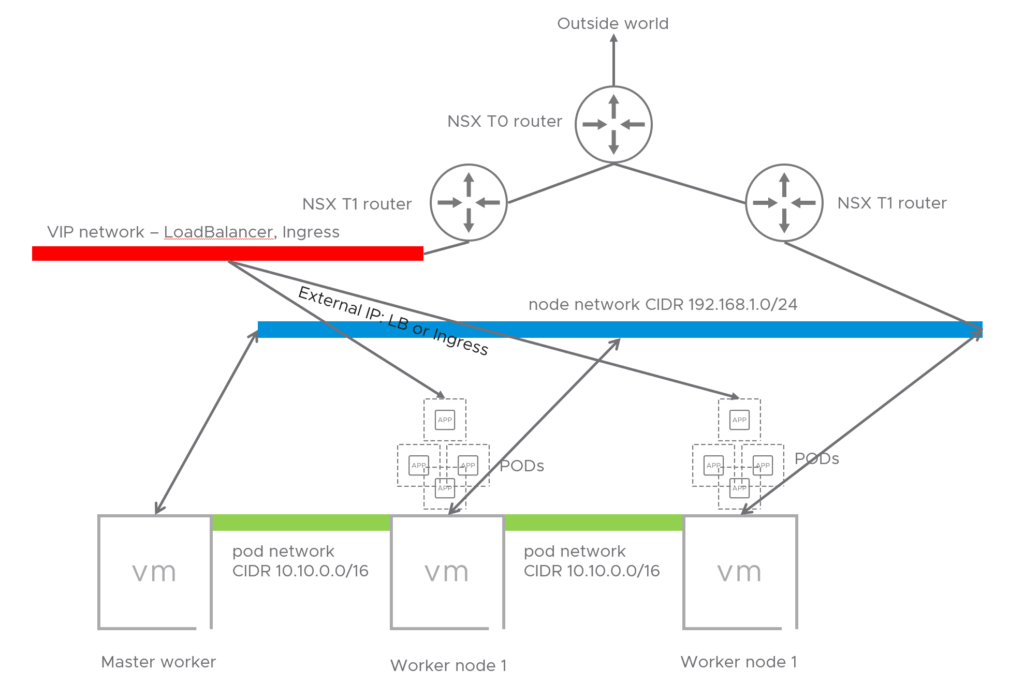 Outside world
NSX T0 router
NSX T1 router
NSX T1 router
VIP network – LoadBalancer, Ingress
External IP: LB or Ingress
node network CIDR 192.168.1.0/24
APP
APP
APP
APP
APP
APP
APP
APP
PODs
PODs
vm
vm
vm
pod network
CIDR 10.10.0.0/16
pod network
CIDR 10.10.0.0/16
Master worker
Worker node 1
Worker node 1